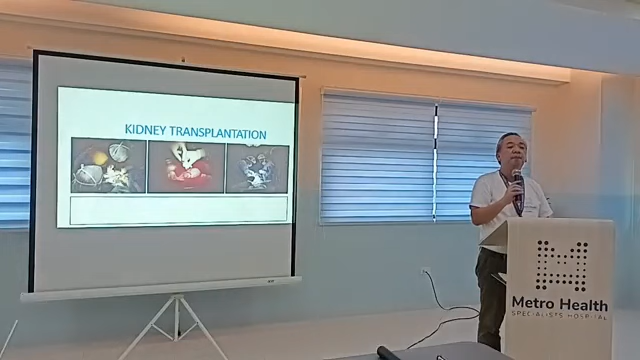 KIDNEY TRANSPLANTATION
Metro Health
SPECIALISTS HOSPITAL